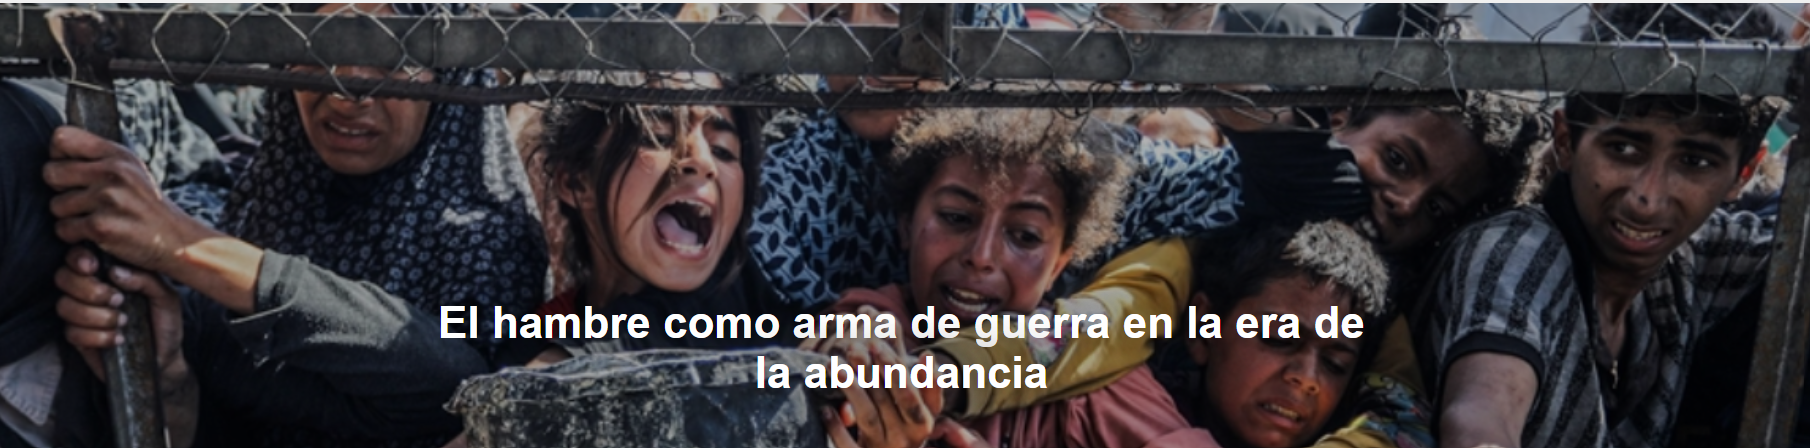 El hambre como arma de guerra en la era de
la abundancia